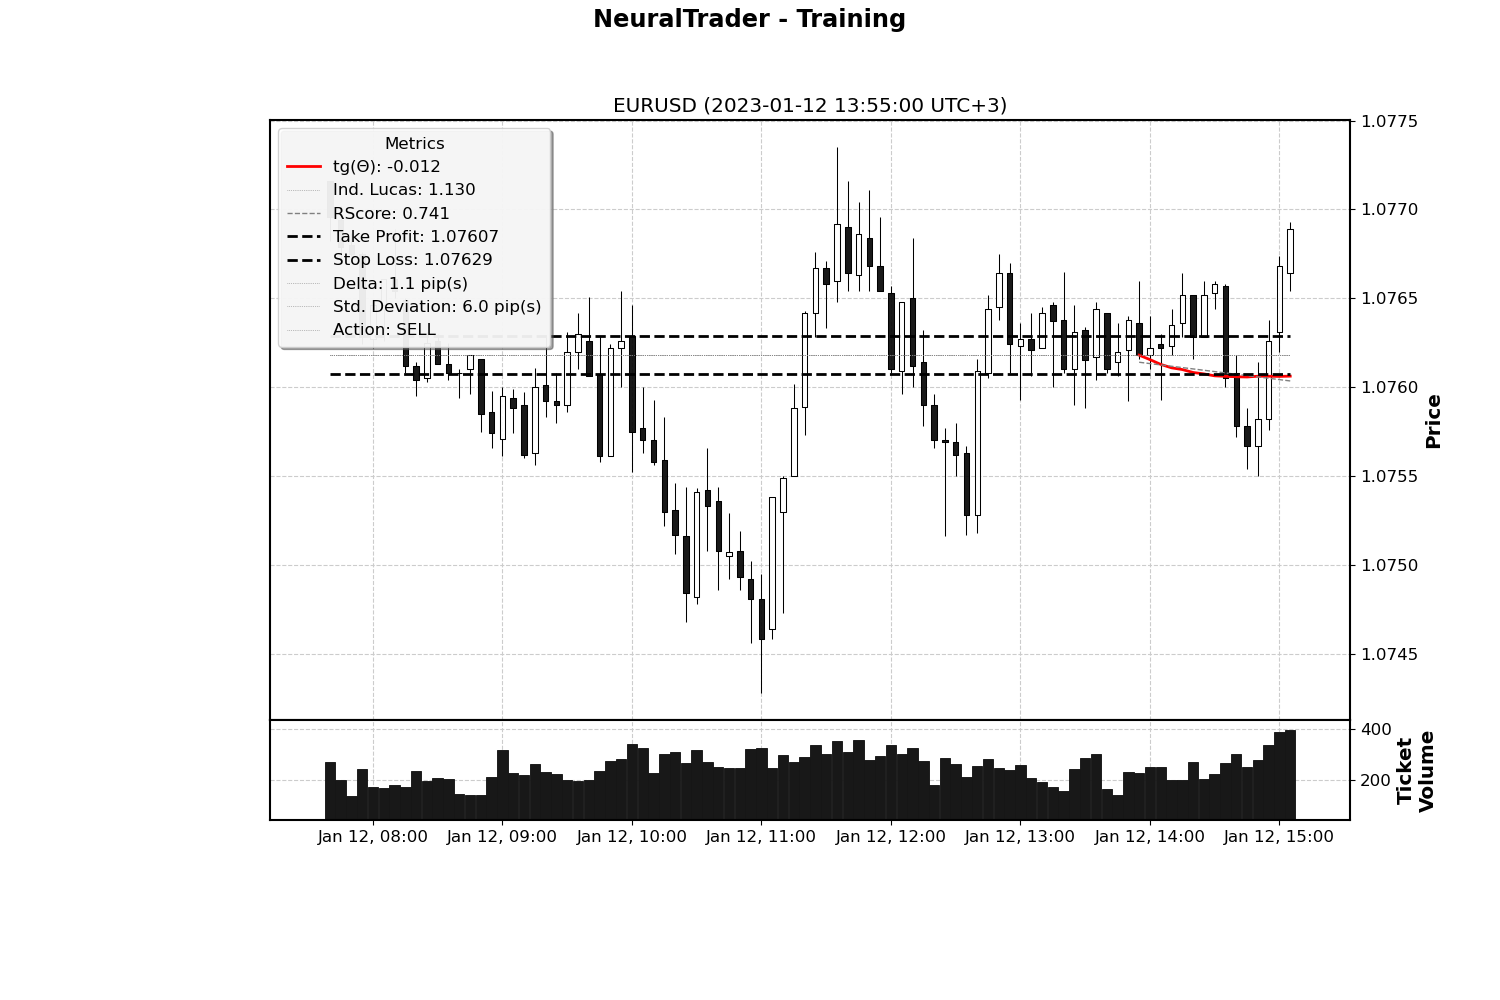 NeuralTrader - Training
EURUSD (2023-01-12 13:55:00 UTC+3)
Metrics
tg(Θ): -0.012
Ind. Lucas: 1.130
RScore: 0.741
Take Profit: 1.07607
Stop Loss: 1.07629
Delta: 1.1 pip(s)
Std. Deviation: 6.0 pip(s)
Action: SELL
1.0775
1.0770
1.0765
1.0760
1.0755
1.0750
1.0745
Price
400
200
Ticket
Volume
Jan 12, 08:00 Jan 12, 09:00 Jan 12, 10:00 Jan 12, 11:00 Jan 12, 12:00 Jan 12, 13:00 Jan 12, 14:00 Jan 12, 15:00